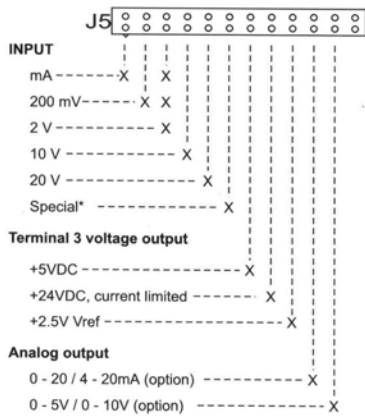 J5
INPUT
mA X X
200 mV X X
2 V X
10 V X
20 V X
Special* X
Terminal 3 voltage output
+5VDC X
+24VDC, current limited X
+2.5V Vref X
Analog output
0 - 20 / 4 - 20mA (option) X
0 - 5V / 0 - 10V (option) X